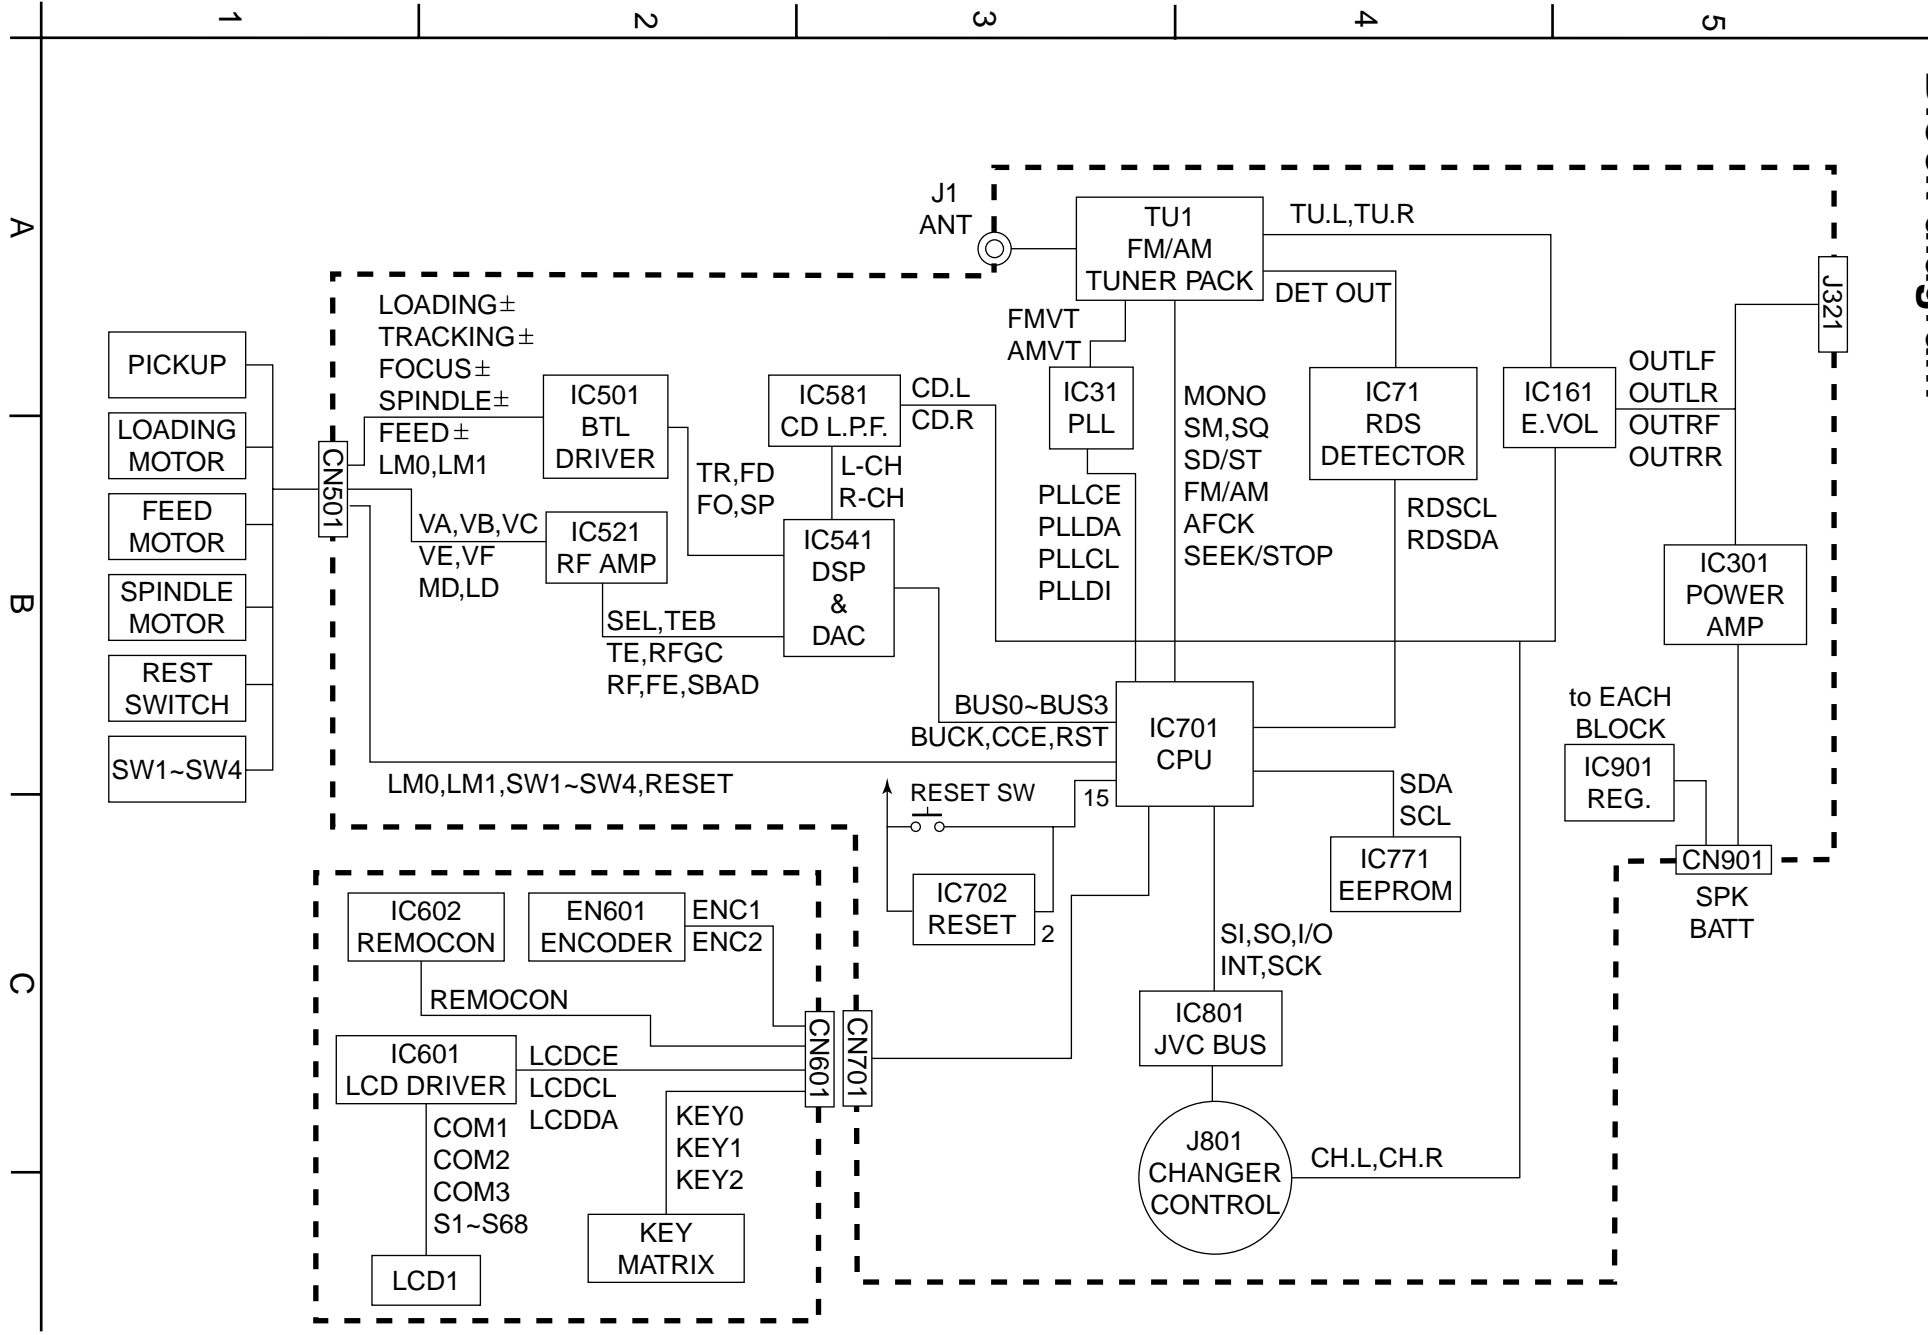 1
2
3
4
5
A
B
C
J1
ANT
TU1
FM/AM
TUNER PACK
TU.L,TU.R
DET OUT
J321
LOADING±
TRACKING±
FOCUS±
SPINDLE±
FEED±
LM0,LM1
FMVT
AMVT
PICKUP
LOADING
MOTOR
FEED
MOTOR
SPINDLE
MOTOR
REST
SWITCH
SW1~SW4
CN501
IC501
BTL
DRIVER
IC581
CD L.P.F.
CD.L
CD.R
IC31
PLL
MONO
SM,SQ
SD/ST
FM/AM
AFCK
SEEK/STOP
IC71
RDS
DETECTOR
IC161
E.VOL
OUTLF
OUTLR
OUTRF
OUTRR
TR,FD
FO,SP
L-CH
R-CH
PLLCE
PLLDA
PLLCL
PLLDI
RDSCL
RDSDA
VA,VB,VC
VE,VF
MD,LD
IC521
RF AMP
IC541
DSP
&
DAC
IC301
POWER
AMP
SEL,TEB
TE,RFGC
RF,FE,SBAD
BUS0~BUS3
BUCK,CCE,RST
IC701
CPU
to EACH
BLOCK
IC901
REG.
LM0,LM1,SW1~SW4,RESET
RESET SW
15
SDA
SCL
IC771
EEPROM
CN901
SPK
BATT
IC702
RESET
2
IC602
REMOCON
EN601
ENCODER
ENC1
ENC2
SI,SO,I/O
INT,SCK
REMOCON
IC601
LCD DRIVER
LCDCE
LCDCL
LCDDA
CN601
CN701
IC801
JVC BUS
COM1
COM2
COM3
S1~S68
KEY0
KEY1
KEY2
J801
CHANGER
CONTROL
CH.L,CH.R
LCD1
KEY
MATRIX